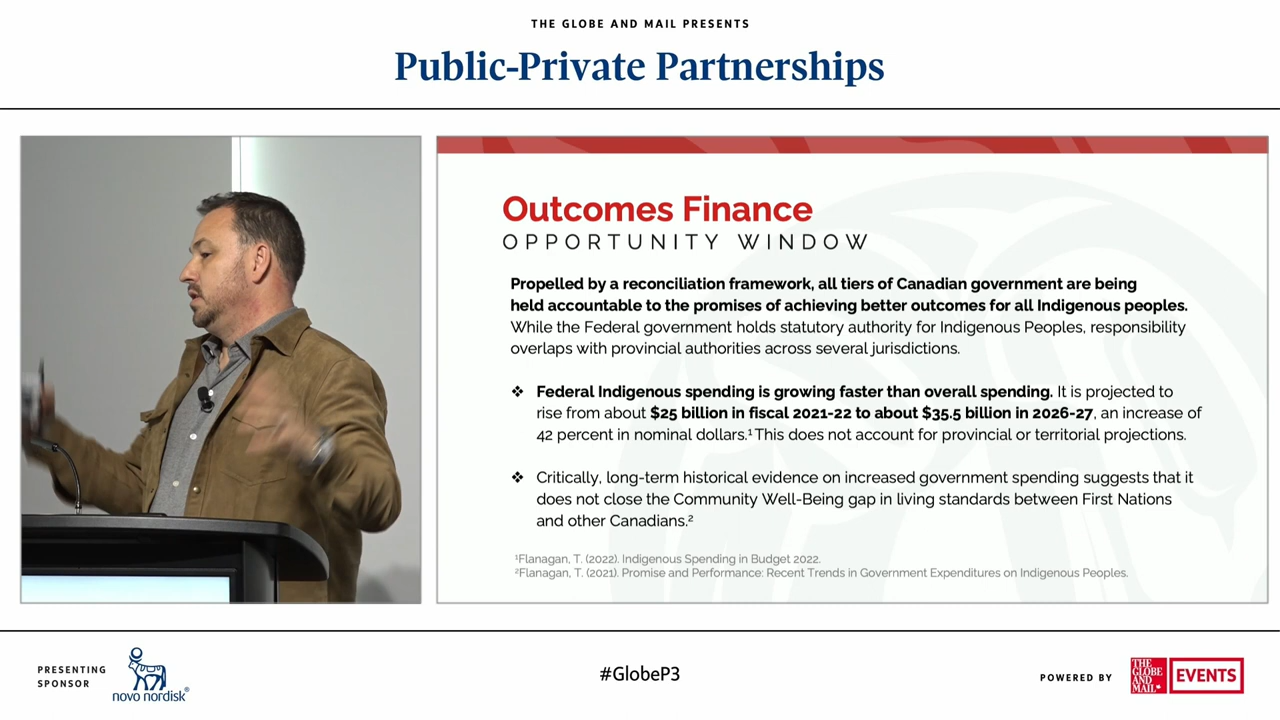 THE GLOBE AND MAIL PRESENTS
Public-Private Partnerships
Outcomes Finance
OPPORTUNITY WINDOW
Propelled by a reconciliation framework, all tiers of Canadian government are being
held accountable to the promises of achieving better outcomes for all Indigenous peoples.
While the Federal government holds statutory authority for Indigenous Peoples, responsibility
overlaps with provincial authorities across several jurisdictions.
❖ Federal Indigenous spending is growing faster than overall spending. It is projected to
rise from about $25 billion in fiscal 2021-22 to about $35.5 billion in 2026-27, an increase of
42 percent in nominal dollars.¹ This does not account for provincial or territorial projections.
❖ Critically, long-term historical evidence on increased government spending suggests that it
does not close the Community Well-Being gap in living standards between First Nations
and other Canadians.²
¹Flanagan, T. (2022). Indigenous Spending in Budget 2022.
²Flanagan, T. (2021). Promise and Performance: Recent Trends in Government Expenditures on Indigenous Peoples.
PRESENTING
SPONSOR
novo nordisk®
#GlobeP3
POWERED BY
THE
GLOBE
AND
MAIL
EVENTS